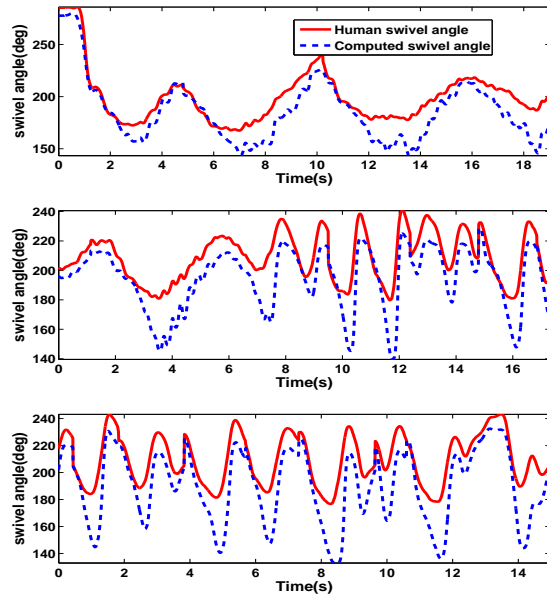 Human swivel angle
Computed swivel angle
swivel angle(deg)
250
200
150
0 2 4 6 8 10 12 14 16 18
Time(s)
swivel angle(deg)
240
220
200
180
160
140
0 2 4 6 8 10 12 14 16
Time(s)
swivel angle(deg)
240
220
200
180
160
140
0 2 4 6 8 10 12 14
Time(s)